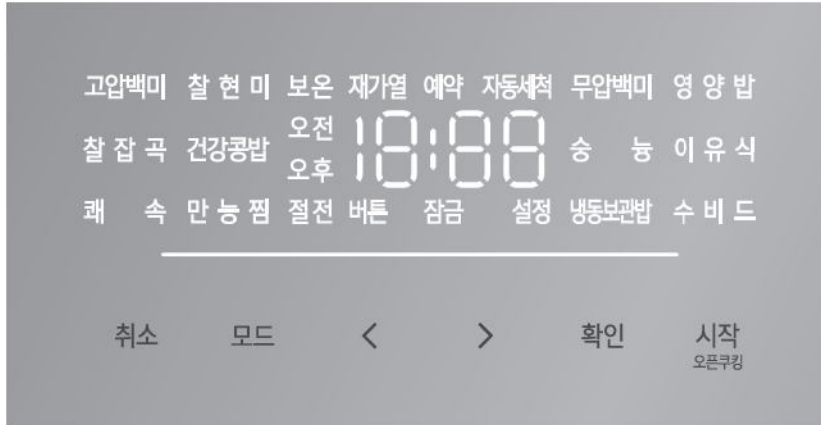 고압백미 찰현미 보온 재가열 예약 자동세척 무압백미 영양밥
찰잡곡 건강콩밥 오전 18:88 숭늉 이유식
오후
쾌속 만능찜 절전 버튼 잠금 설정 냉동보관밥 수비드
취소 모드 < > 확인 시작
오픈쿠킹